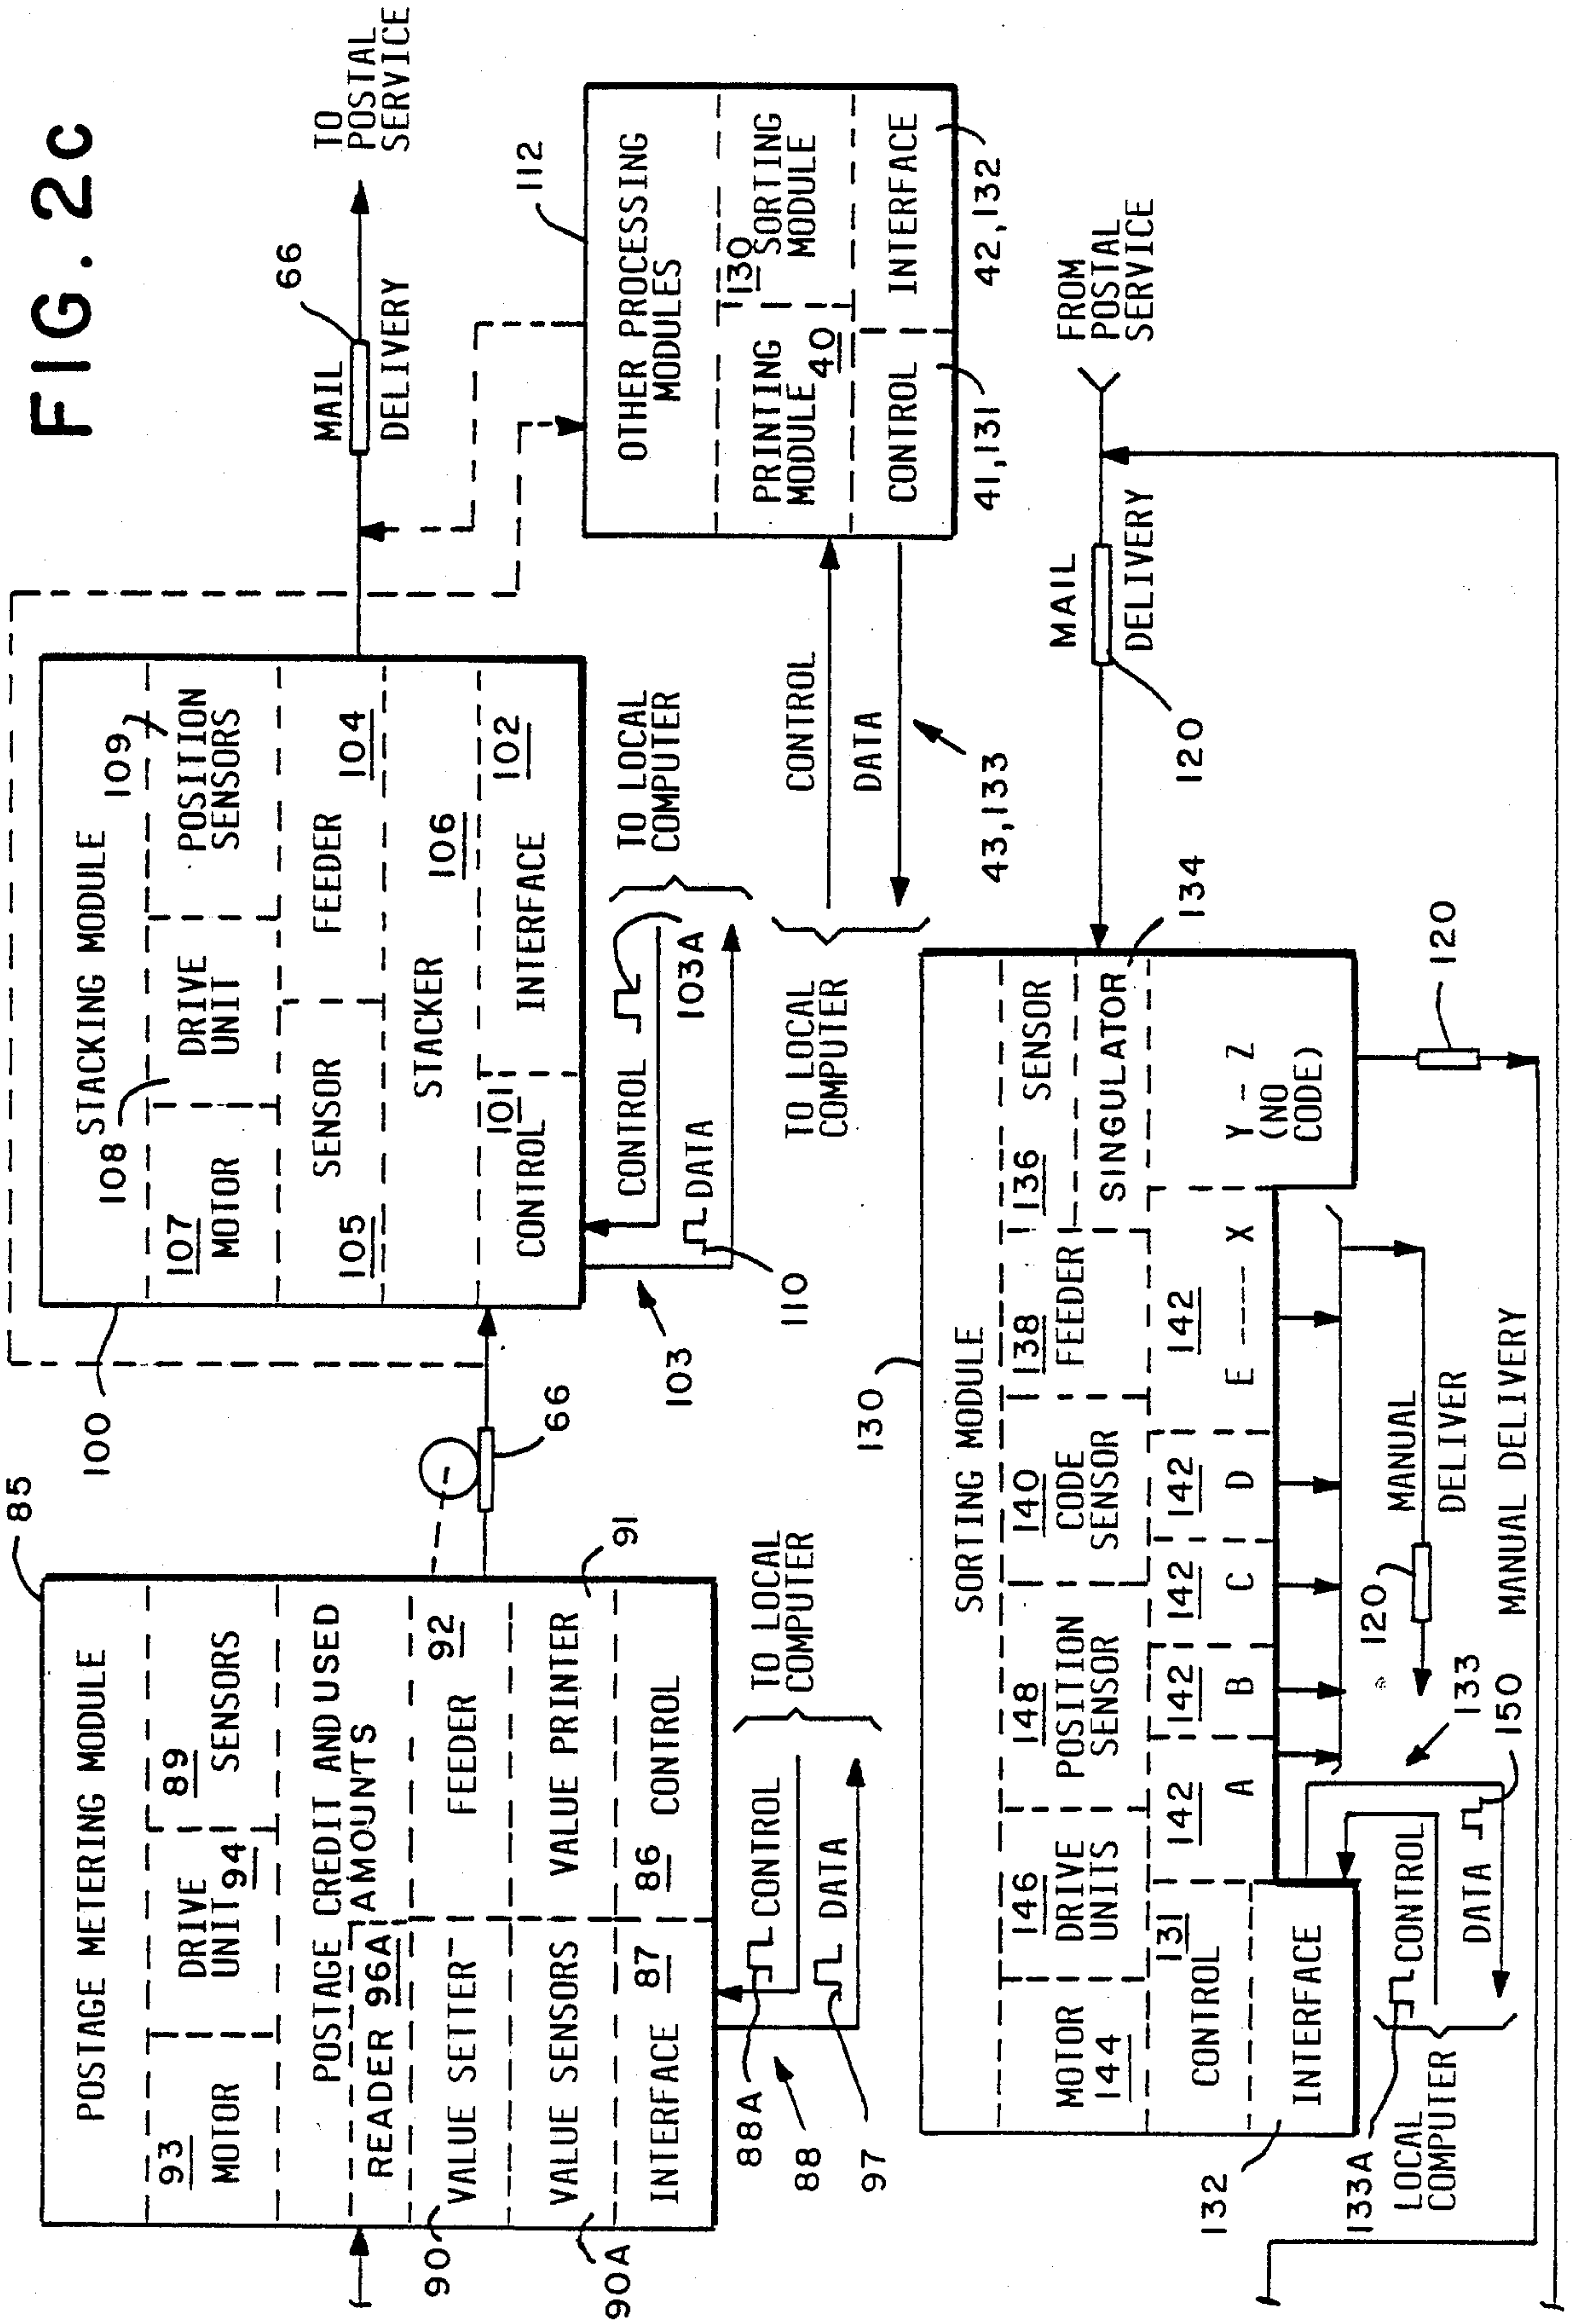 FIG. 2c
85
POSTAGE METERING MODULE
93
MOTOR
DRIVE
UNIT 94
89
SENSORS
POSTAGE CREDIT AND USED
AMOUNTS
READER 96A
90
VALUE SETTER
FEEDER
92
90A
VALUE SENSORS
VALUE PRINTER
91
INTERFACE
87
86
CONTROL
88A
CONTROL
88
DATA
97
TO LOCAL
COMPUTER
66
100
STACKING MODULE
107
MOTOR
108
DRIVE
UNIT
109
POSITION
SENSORS
105
SENSOR
FEEDER
104
STACKER
106
101
CONTROL
INTERFACE
102
CONTROL
103A
DATA
103
110
TO LOCAL
COMPUTER
MAIL
DELIVERY
66
TO
POSTAL
SERVICE
112
OTHER PROCESSING
MODULES
PRINTING
MODULE 40
130
SORTING
MODULE
CONTROL
INTERFACE
41,131
42,132
CONTROL
DATA
43,133
TO LOCAL
COMPUTER
FROM
POSTAL
SERVICE
MAIL
DELIVERY
120
130
SORTING MODULE
MOTOR
144
146
DRIVE
UNITS
148
POSITION
SENSOR
140
CODE
SENSOR
138
FEEDER
136
SENSOR
SINGULATOR
134
131
CONTROL
142
A
142
B
142
C
142
D
142
E ---- X
Y -- Z
(NO
CODE)
120
132
INTERFACE
133A
CONTROL
DATA
LOCAL
COMPUTER
133
150
120
MANUAL
DELIVER
MANUAL DELIVERY